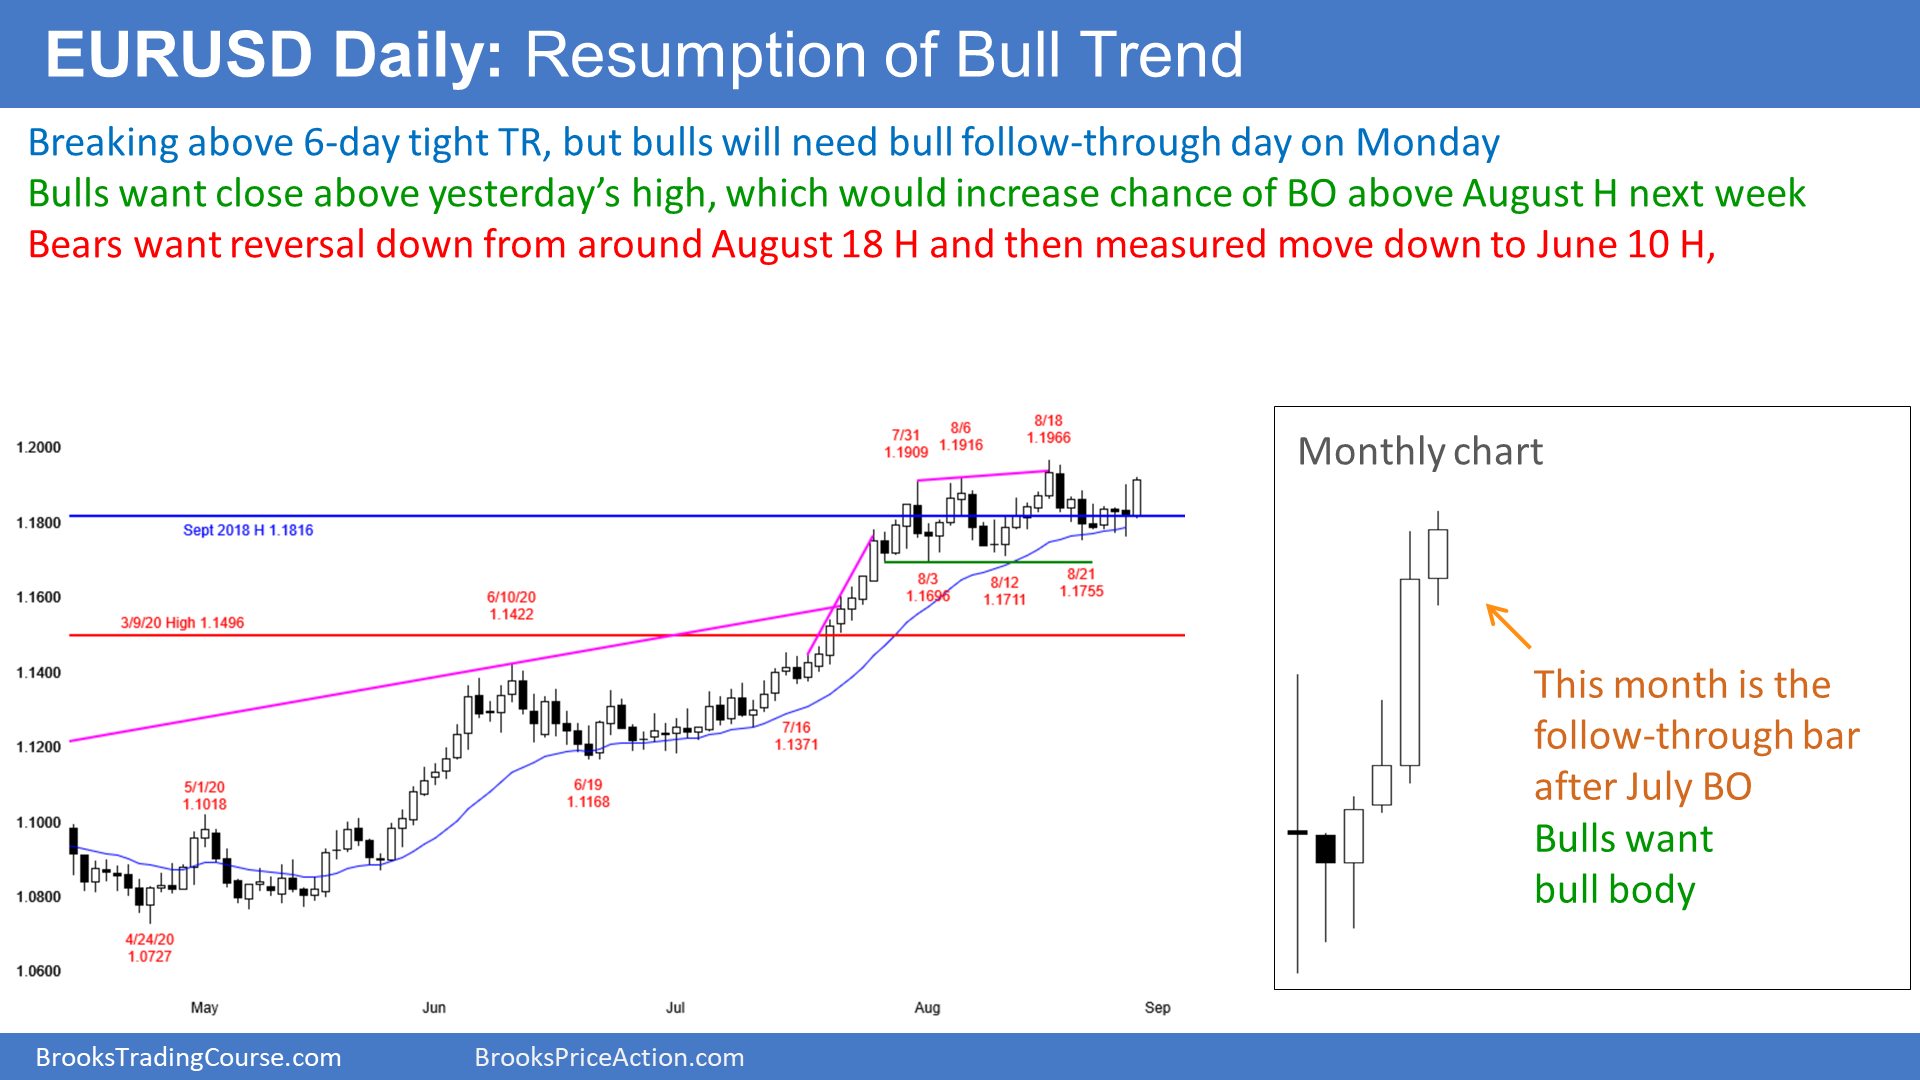 EURUSD Daily: Resumption of Bull Trend
Breaking above 6-day tight TR, but bulls will need bull follow-through day on Monday
Bulls want close above yesterday’s high, which would increase chance of BO above August H next week
Bears want reversal down from around August 18 H and then measured move down to June 10 H,
1.2000
1.1800
1.1600
1.1400
1.1200
1.1000
1.0800
1.0600
Sept 2018 H 1.1816
3/9/20 High 1.1496
4/24/20
1.0727
5/1/20
1.1018
6/10/20
1.1422
6/19
1.1168
7/16
1.1371
7/31
1.1909
8/6
1.1916
8/18
1.1966
8/3
1.1696
8/12
1.1711
8/21
1.1755
May
Jun
Jul
Aug
Sep
Monthly chart
This month is the
follow-through bar
after July BO
Bulls want
bull body
BrooksTradingCourse.com
BrooksPriceAction.com